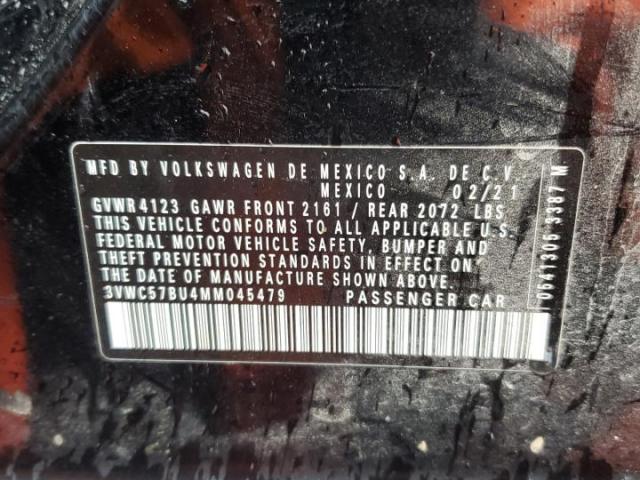 MFD BY VOLKSWAGEN DE MEXICO S.A. DE C.V.
MEXICO 02/21
GVWR 4123 GAWR FRONT 2161 / REAR 2072 LBS
THIS VEHICLE CONFORMS TO ALL APPLICABLE U.S.
FEDERAL MOTOR VEHICLE SAFETY, BUMPER AND
THEFT PREVENTION STANDARDS IN EFFECT ON
THE DATE OF MANUFACTURE SHOWN ABOVE.
3VWC57BU4MM045479 PASSENGER CAR